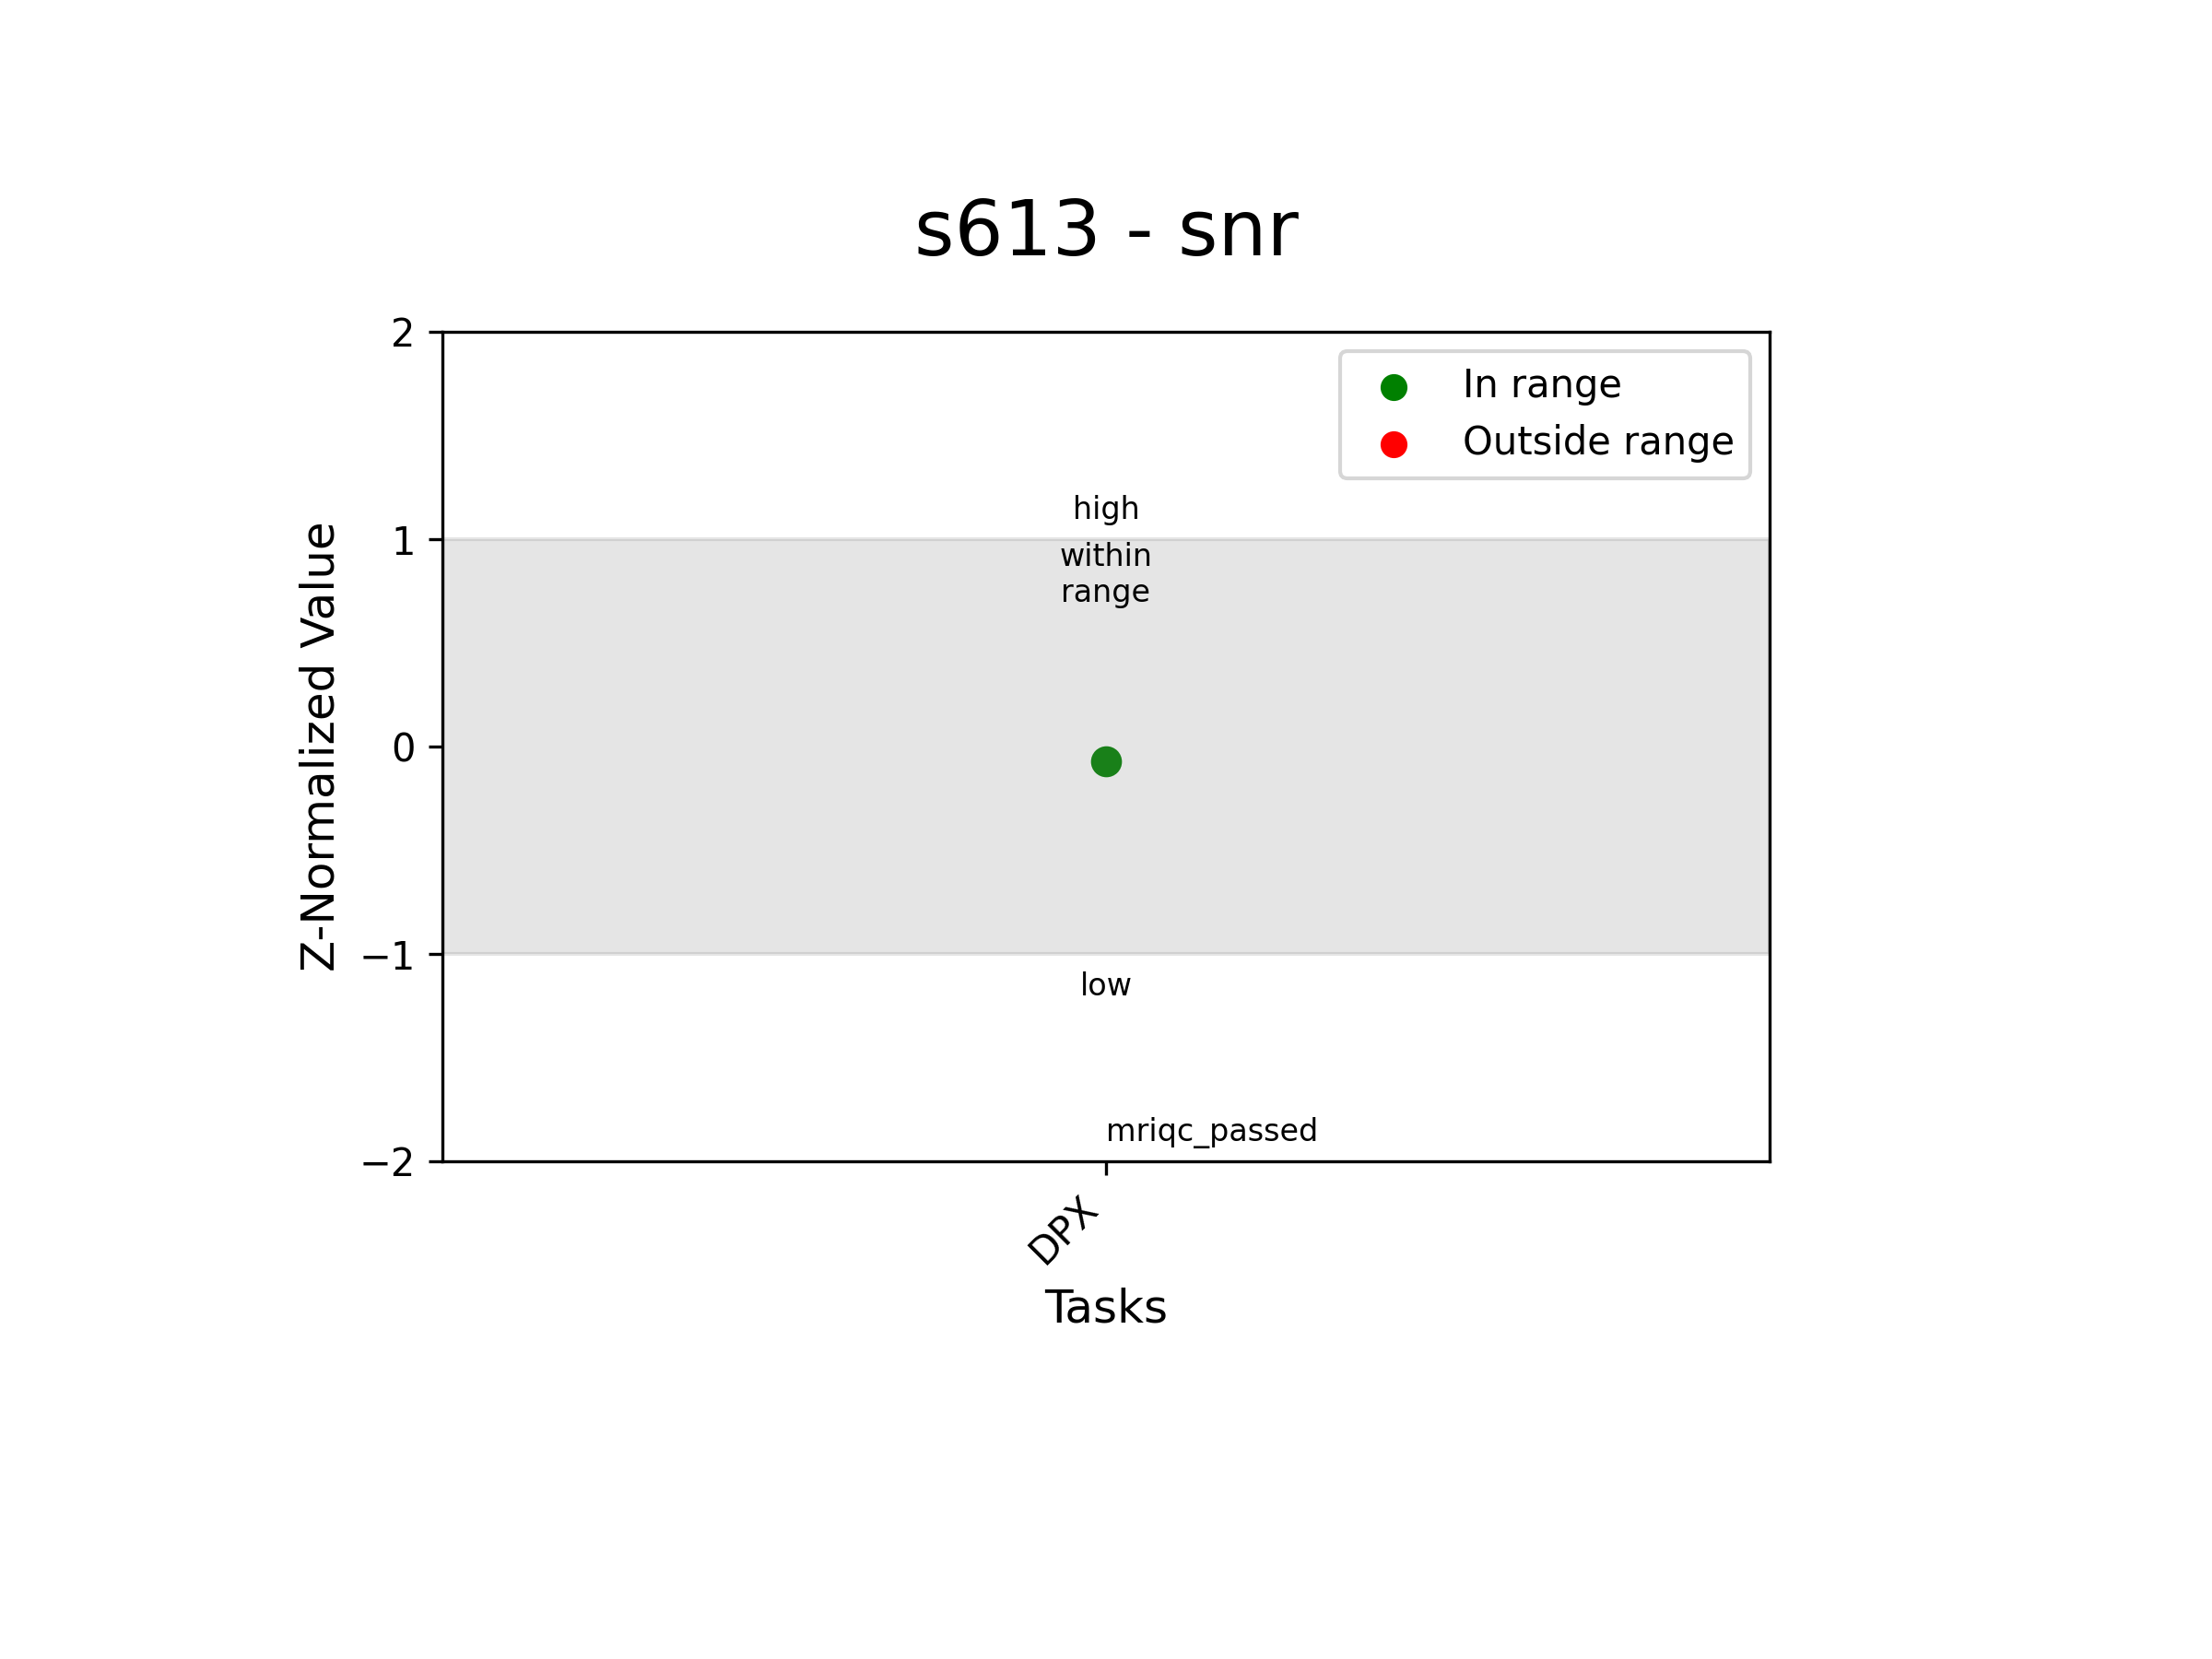 s613 - snr
2
In range
Outside range
high
1
within
range
Z-Normalized Value
0
−1
low
mriqc_passed
−2
DPX
Tasks